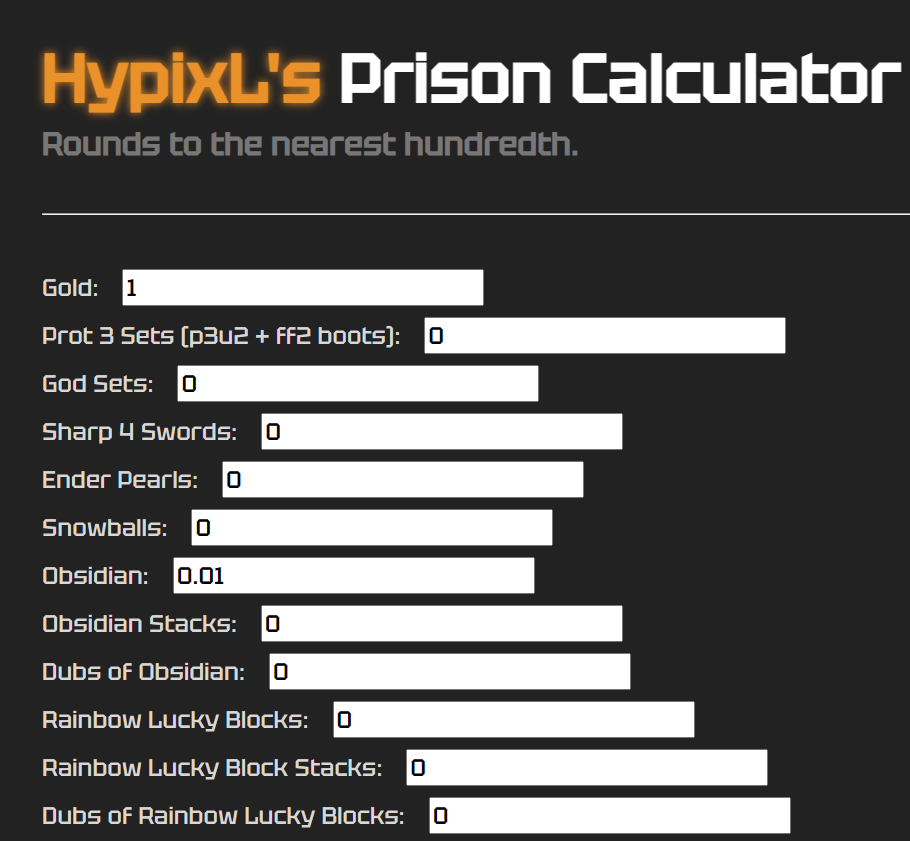 HypixL's Prison Calculator
Rounds to the nearest hundredth.
Gold: 1
Prot 3 Sets (p3u2 + ff2 boots): 0
God Sets: 0
Sharp 4 Swords: 0
Ender Pearls: 0
Snowballs: 0
Obsidian: 0.01
Obsidian Stacks: 0
Dubs of Obsidian: 0
Rainbow Lucky Blocks: 0
Rainbow Lucky Block Stacks: 0
Dubs of Rainbow Lucky Blocks: 0